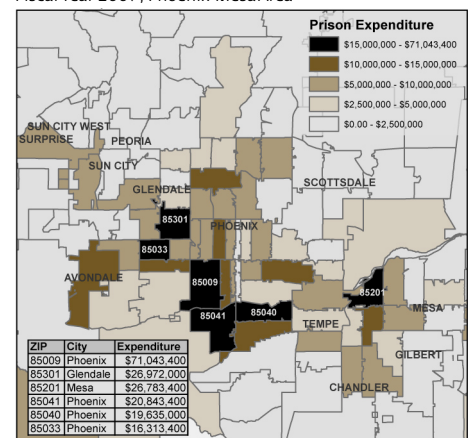 Fiscal Year 2007, Phoenix-Mesa Area
Prison Expenditure
$15,000,000 - $71,043,400
$10,000,000 - $15,000,000
$5,000,000 - $10,000,000
$2,500,000 - $5,000,000
$0.00 - $2,500,000
SUN CITY WEST
SURPRISE
PEORIA
SUN CITY
GLENDALE
SCOTTSDALE
85301
PHOENIX
85033
AVONDALE
85009
85201
85041
85040
MESA
TEMPE
GILBERT
CHANDLER
ZIP City Expenditure
85009 Phoenix $71,043,400
85301 Glendale $26,972,000
85201 Mesa $26,783,400
85041 Phoenix $20,843,400
85040 Phoenix $19,635,000
85033 Phoenix $16,313,400